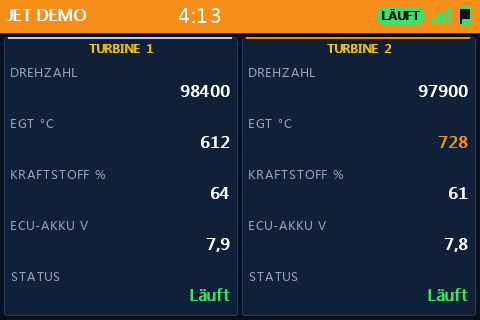 JET DEMO 4:13 LÄUFT
TURBINE 1
DREHZAHL
98400
EGT °C
612
KRAFTSTOFF %
64
ECU-AKKU V
7,9
STATUS
Läuft
TURBINE 2
DREHZAHL
97900
EGT °C
728
KRAFTSTOFF %
61
ECU-AKKU V
7,8
STATUS
Läuft